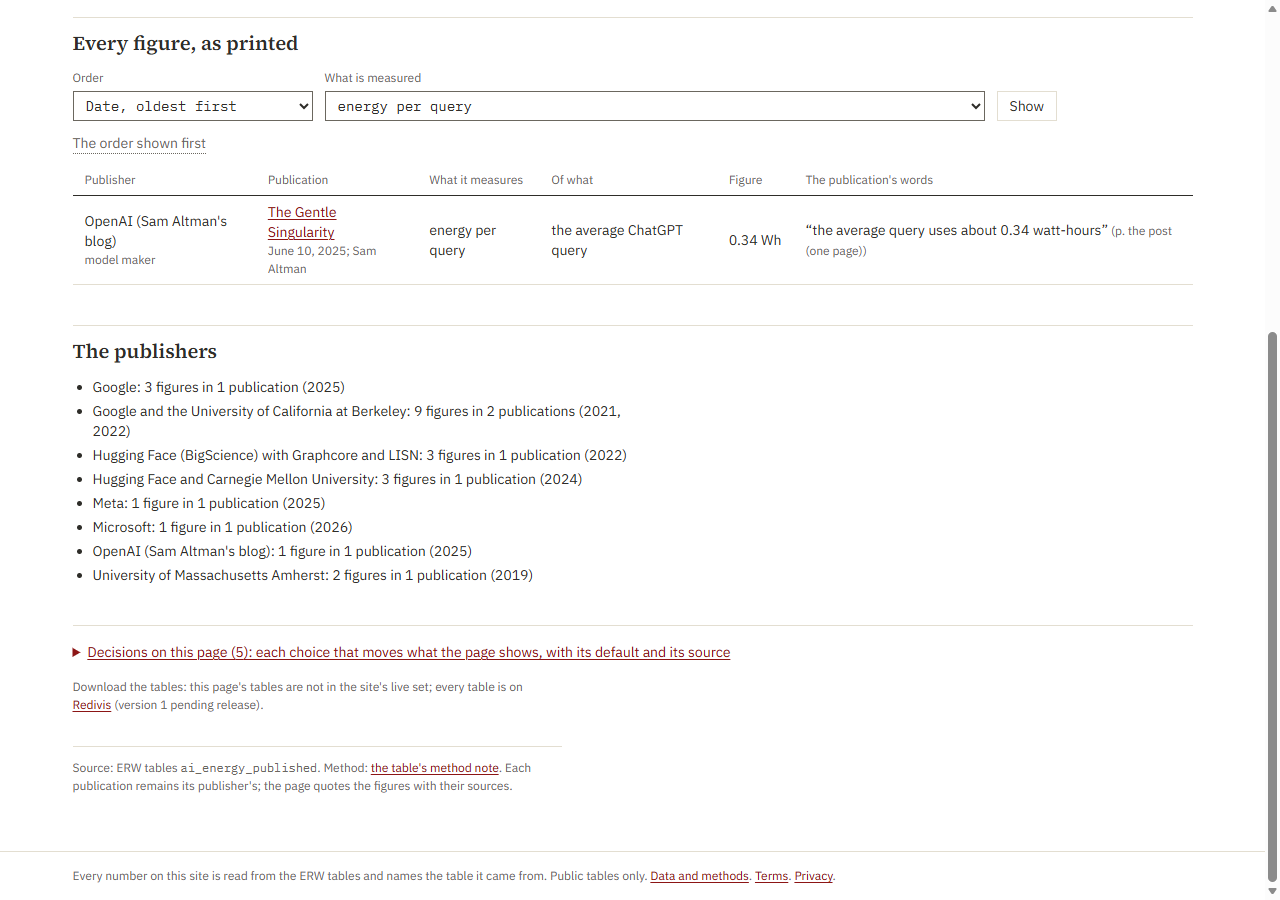 Every figure, as printed
Order
What is measured
Date, oldest first
energy per query
Show
The order shown first
Publisher
Publication
What it measures
Of what
Figure
The publication's words
OpenAI (Sam Altman's
blog)
model maker
The Gentle
Singularity
June 10, 2025; Sam
Altman
energy per
query
the average ChatGPT
query
0.34 Wh
“the average query uses about 0.34 watt-hours” (p. the post
(one page))
The publishers
Google: 3 figures in 1 publication (2025)
Google and the University of California at Berkeley: 9 figures in 2 publications (2021,
2022)
Hugging Face (BigScience) with Graphcore and LISN: 3 figures in 1 publication (2022)
Hugging Face and Carnegie Mellon University: 3 figures in 1 publication (2024)
Meta: 1 figure in 1 publication (2025)
Microsoft: 1 figure in 1 publication (2026)
OpenAI (Sam Altman's blog): 1 figure in 1 publication (2025)
University of Massachusetts Amherst: 2 figures in 1 publication (2019)
Decisions on this page (5): each choice that moves what the page shows, with its default and its source
Download the tables: this page's tables are not in the site's live set; every table is on
Redivis (version 1 pending release).
Source: ERW tables ai_energy_published. Method: the table's method note. Each
publication remains its publisher's; the page quotes the figures with their sources.
Every number on this site is read from the ERW tables and names the table it came from. Public tables only. Data and methods. Terms. Privacy.